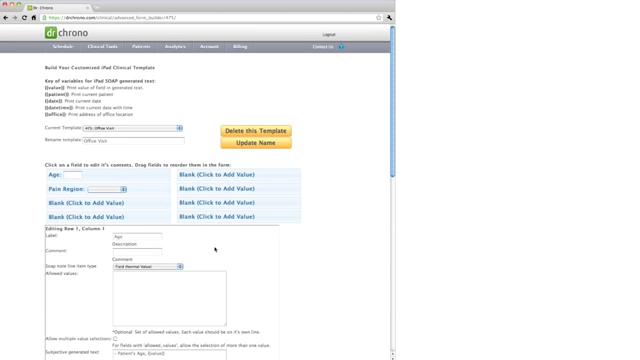 Dr- Chrono
https://drchrono.com/clinical/advanced_form_builder/475/
dr chrono
Logout
Schedule
Clinical Tools
Patients
Analytics
Account
Billing
Contact Us
Build Your Customized iPad Clinical Template
Key of variables for iPad SOAP generated text:
{{value}}: Print value of field in generated text.
{{patient}}: Print current patient
{{date}}: Print current date
{{datetime}}: Print current date with time
{{office}}: Print address of office location
Current Template:
475: Office Visit
Rename template:
Office Visit
Delete this Template
Update Name
Click on a field to edit it's contents. Drag fields to reorder them in the form:
Age:
Blank (Click to Add Value)
Pain Region:
Blank (Click to Add Value)
Blank (Click to Add Value)
Blank (Click to Add Value)
Blank (Click to Add Value)
Blank (Click to Add Value)
Editing Row 1, Column 1
Label:
Age
Description
Comment:
Comment
Soap note line item type:
Field (Normal Value)
Allowed values:
*Optional: Set of allowed values. Each value should be on it's own line.
Allow multiple value selections:
For fields with 'allowed_values', allow the selection of more than one value.
Subjective generated text:
- Patient's Age, {{value}}